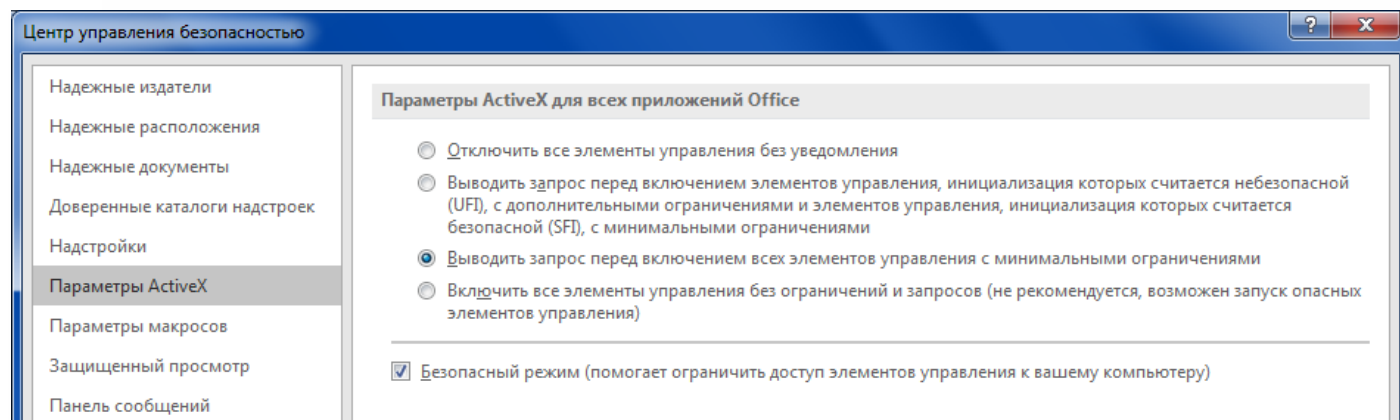 Центр управления безопасностью
Надежные издатели
Надежные расположения
Надежные документы
Доверенные каталоги надстроек
Надстройки
Параметры ActiveX
Параметры макросов
Защищенный просмотр
Панель сообщений
Параметры ActiveX для всех приложений Office
Отключить все элементы управления без уведомления
Выводить запрос перед включением элементов управления, инициализация которых считается небезопасной
(UFI), с дополнительными ограничениями и элементов управления, инициализация которых считается
безопасной (SFI), с минимальными ограничениями
Выводить запрос перед включением всех элементов управления с минимальными ограничениями
Включить все элементы управления без ограничений и запросов (не рекомендуется, возможен запуск опасных
элементов управления)
Безопасный режим (помогает ограничить доступ элементов управления к вашему компьютеру)